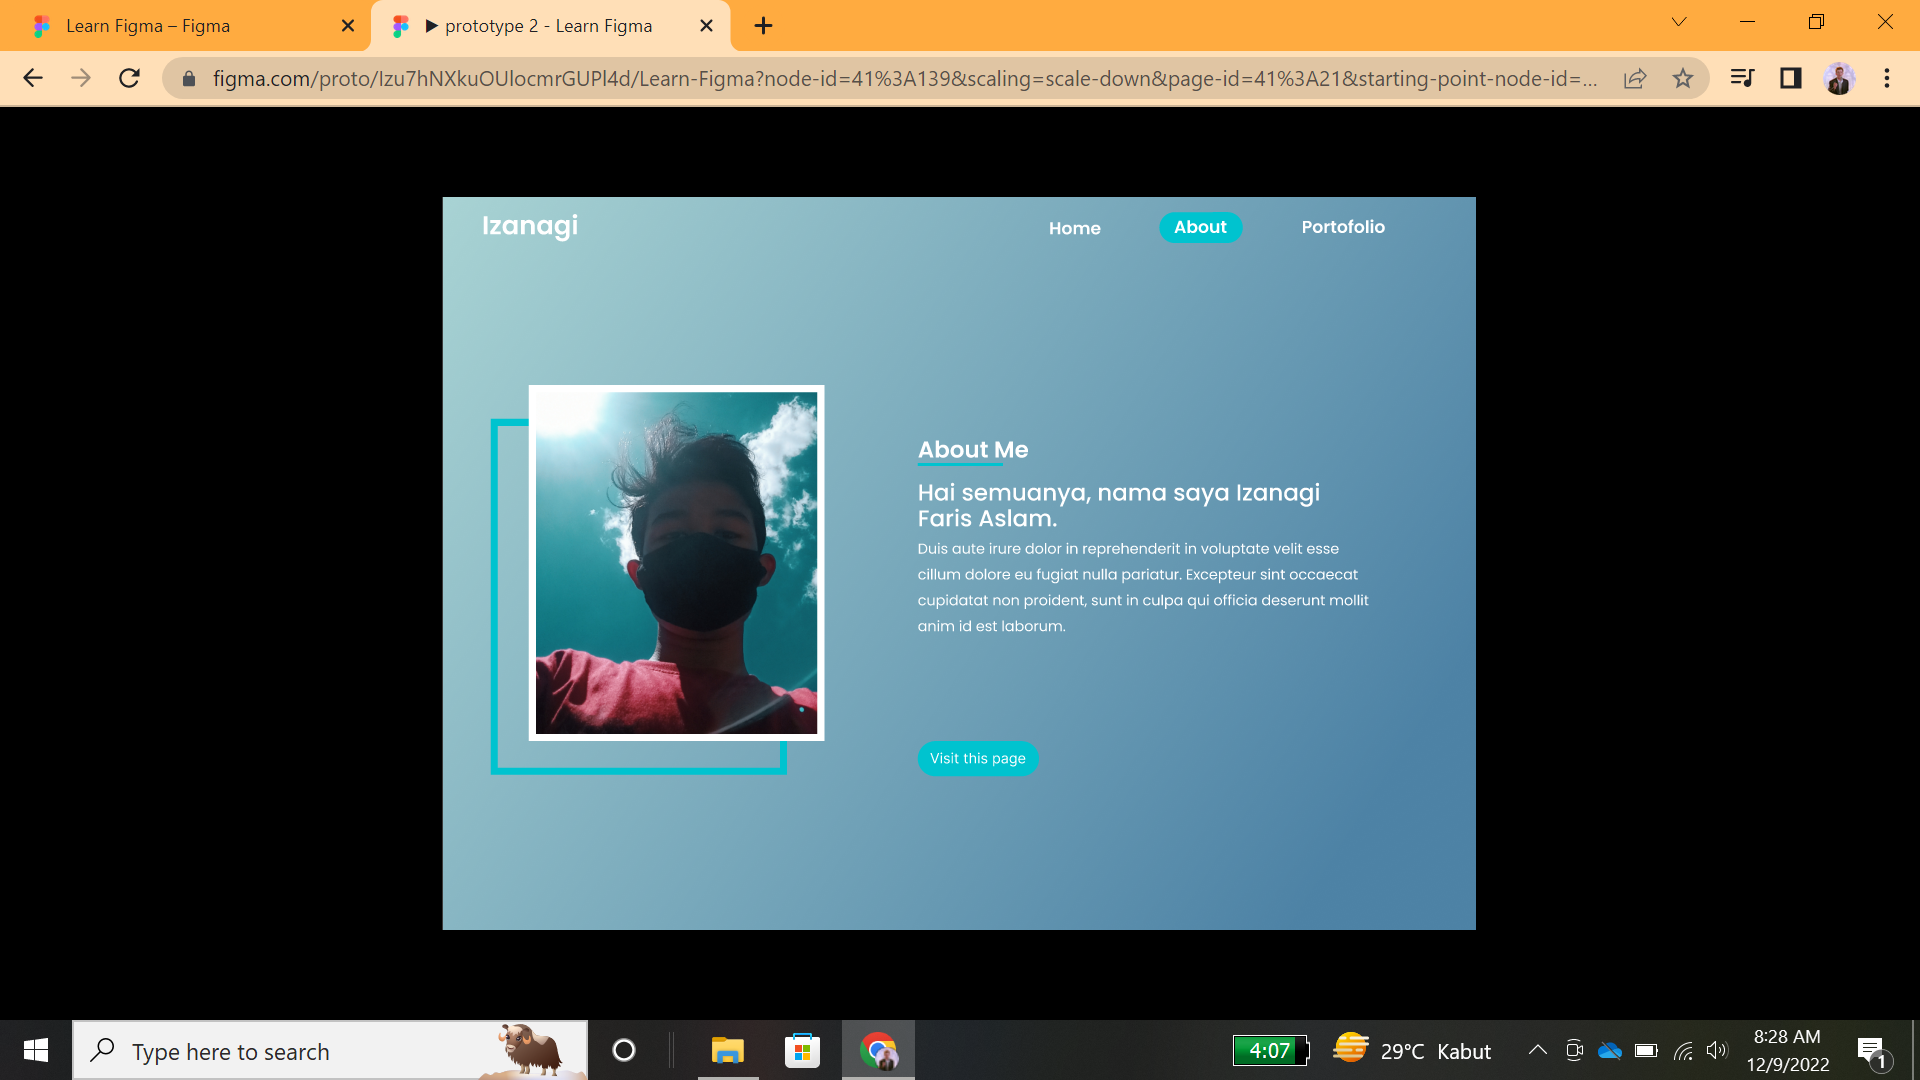 Learn Figma – Figma
prototype 2 - Learn Figma
figma.com/proto/Izu7hNXkuOUlocmrGUPl4d/Learn-Figma?node-id=41%3A139&scaling=scale-down&page-id=41%3A21&starting-point-node-id=...
Izanagi
Home
About
Portofolio
About Me
Hai semuanya, nama saya Izanagi
Faris Aslam.
Duis aute irure dolor in reprehenderit in voluptate velit esse
cillum dolore eu fugiat nulla pariatur. Excepteur sint occaecat
cupidatat non proident, sunt in culpa qui officia deserunt mollit
anim id est laborum.
Visit this page
Type here to search
4:07
29°C Kabut
8:28 AM
12/9/2022
1